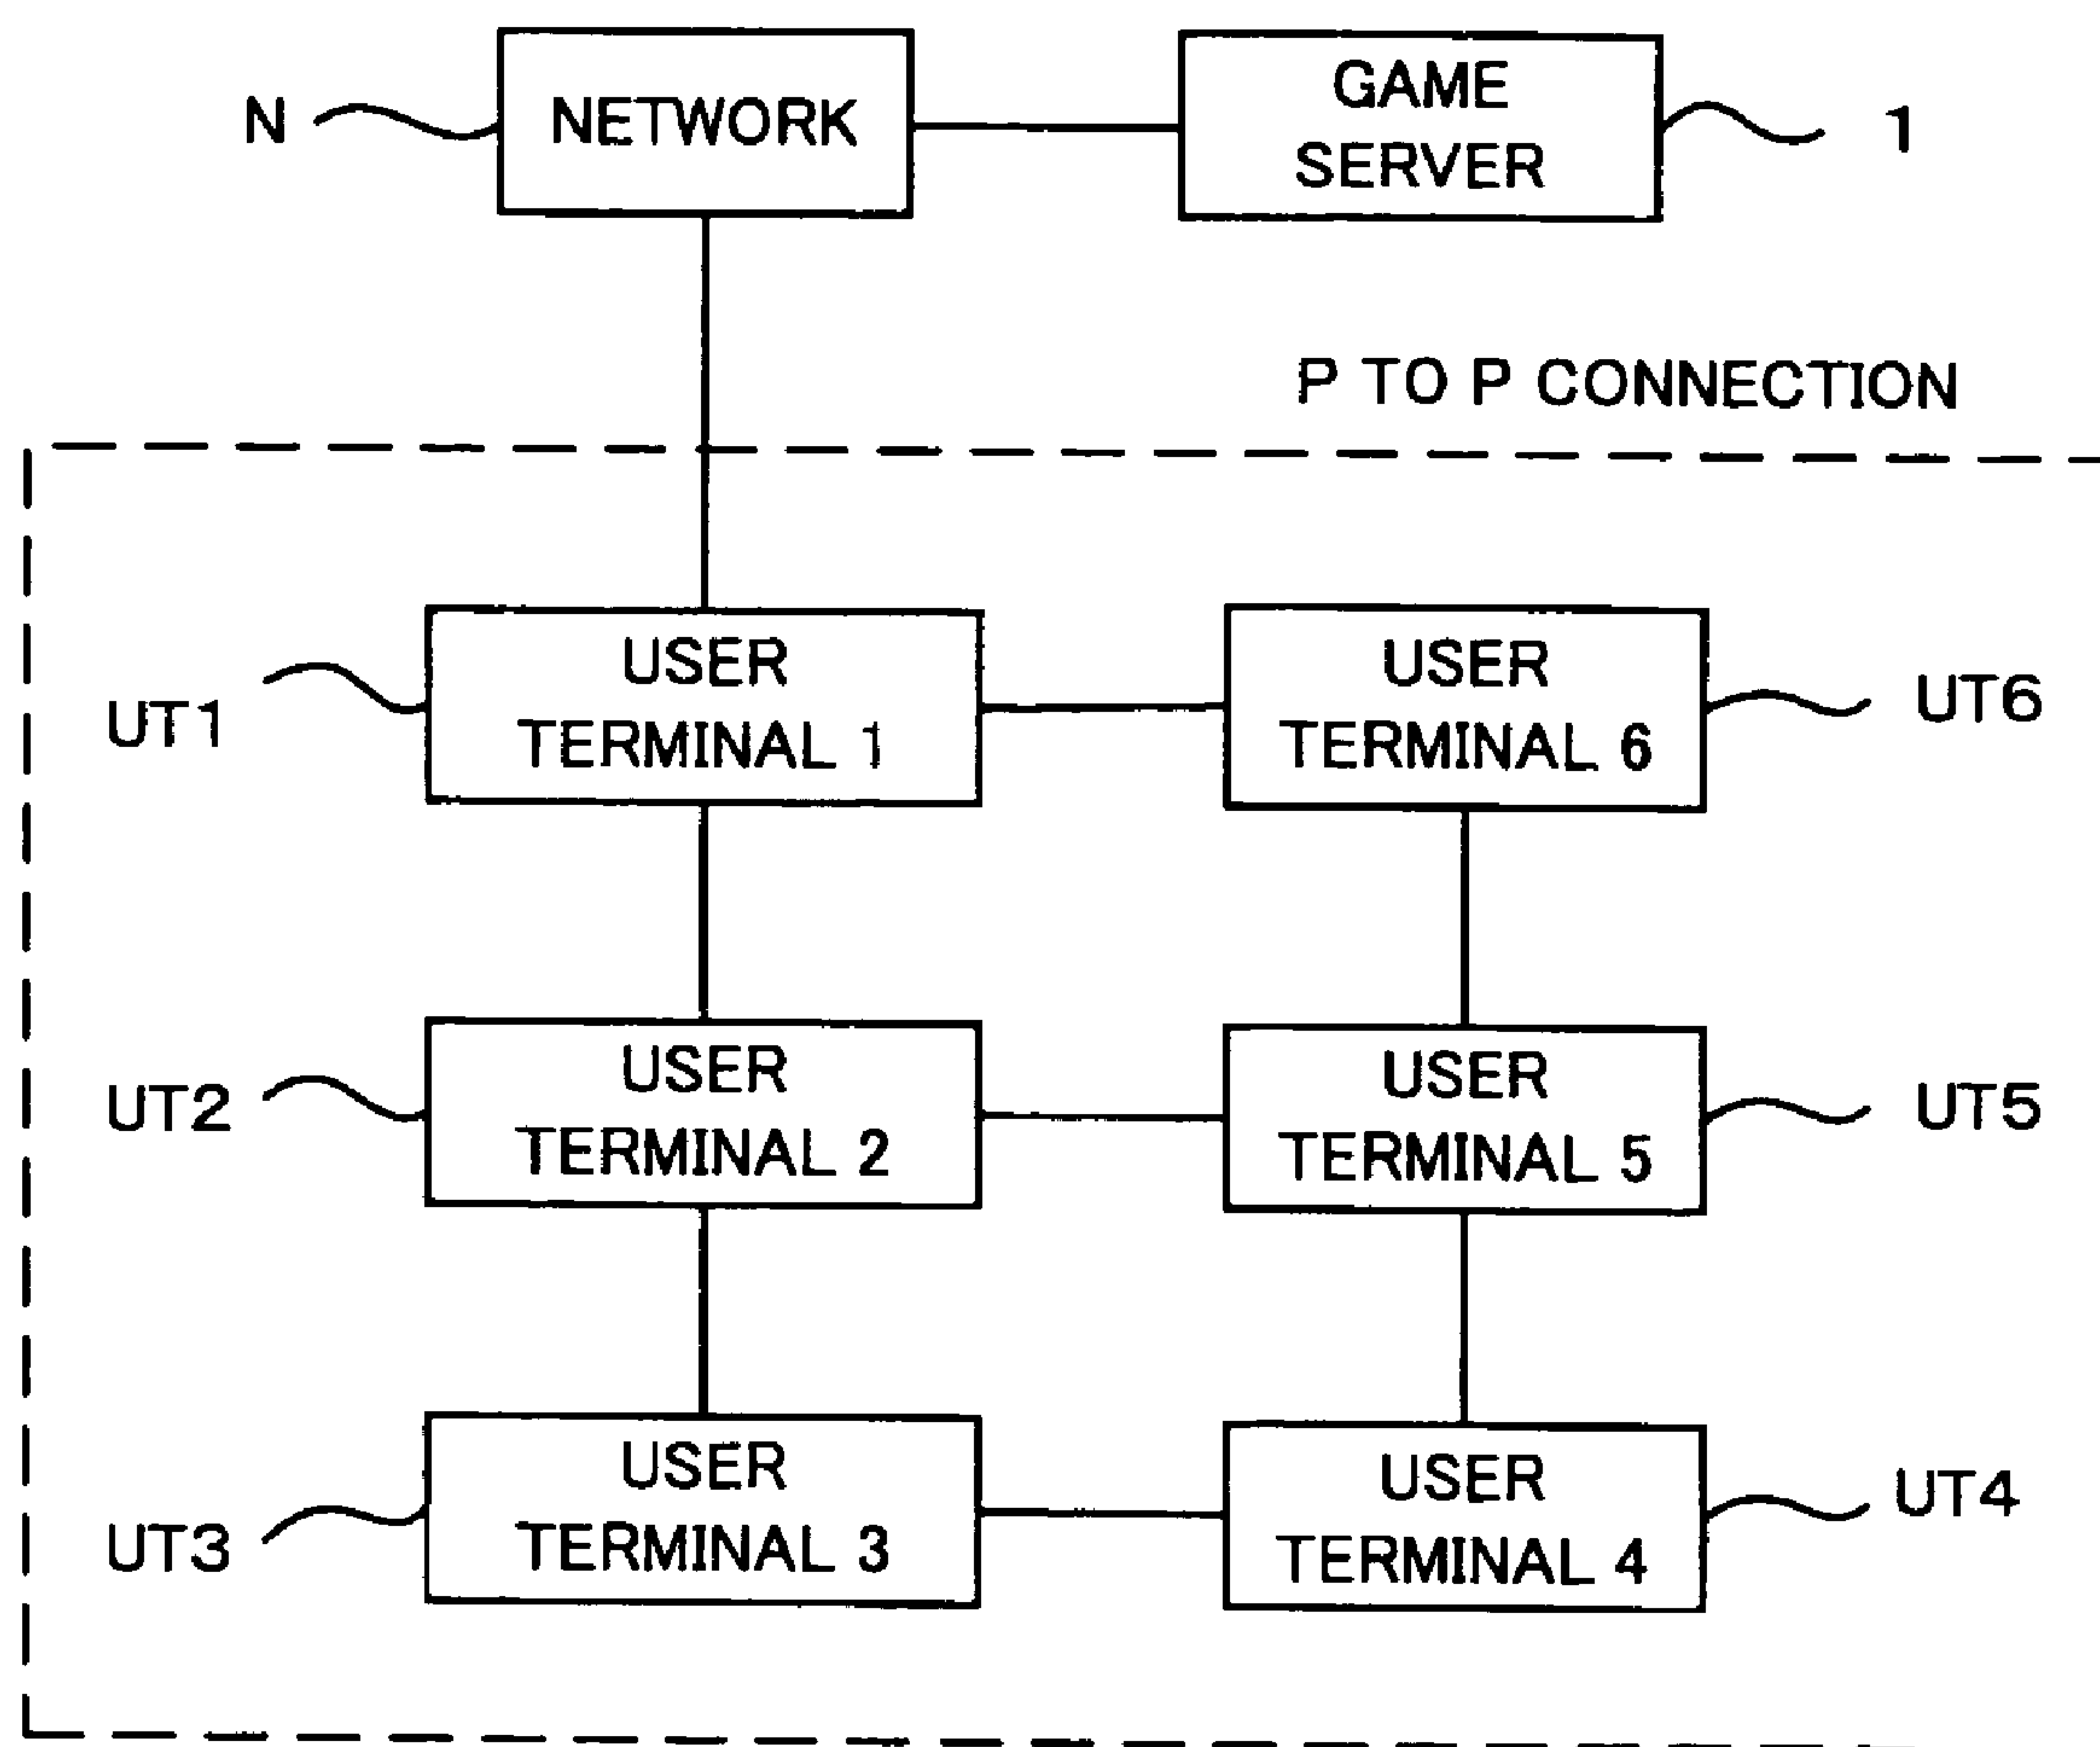 N
NETWORK
GAME
SERVER
1
P TO P CONNECTION
UT1
USER
TERMINAL 1
USER
TERMINAL 6
UT6
UT2
USER
TERMINAL 2
USER
TERMINAL 5
UT5
UT3
USER
TERMINAL 3
USER
TERMINAL 4
UT4